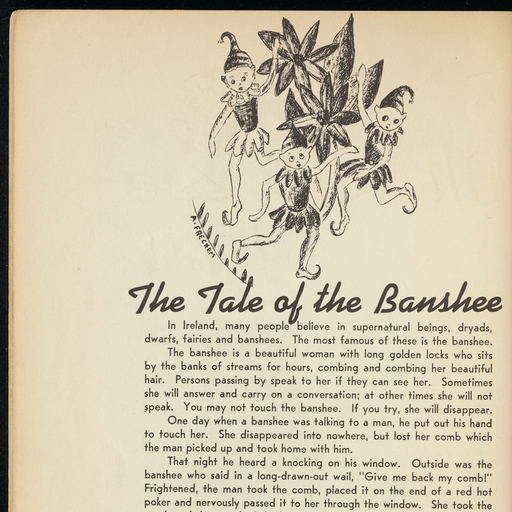 A. FRECHEM
The Tale of the Banshee
In Ireland, many people believe in supernatural beings, dryads,
dwarfs, fairies and banshees. The most famous of these is the banshee.
The banshee is a beautiful woman with long golden locks who sits
by the banks of streams for hours, combing and combing her beautiful
hair. Persons passing by speak to her if they can see her. Sometimes
she will answer and carry on a conversation; at other times she will not
speak. You may not touch the banshee. If you try, she will disappear.
One day when a banshee was talking to a man, he put out his hand
to touch her. She disappeared into nowhere, but lost her comb which
the man picked up and took home with him.
That night he heard a knocking on his window. Outside was the
banshee who said in a long-drawn-out wail, "Give me back my comb!"
Frightened, the man took the comb, placed it on the end of a red hot
poker and nervously passed it to her through the window. She took the